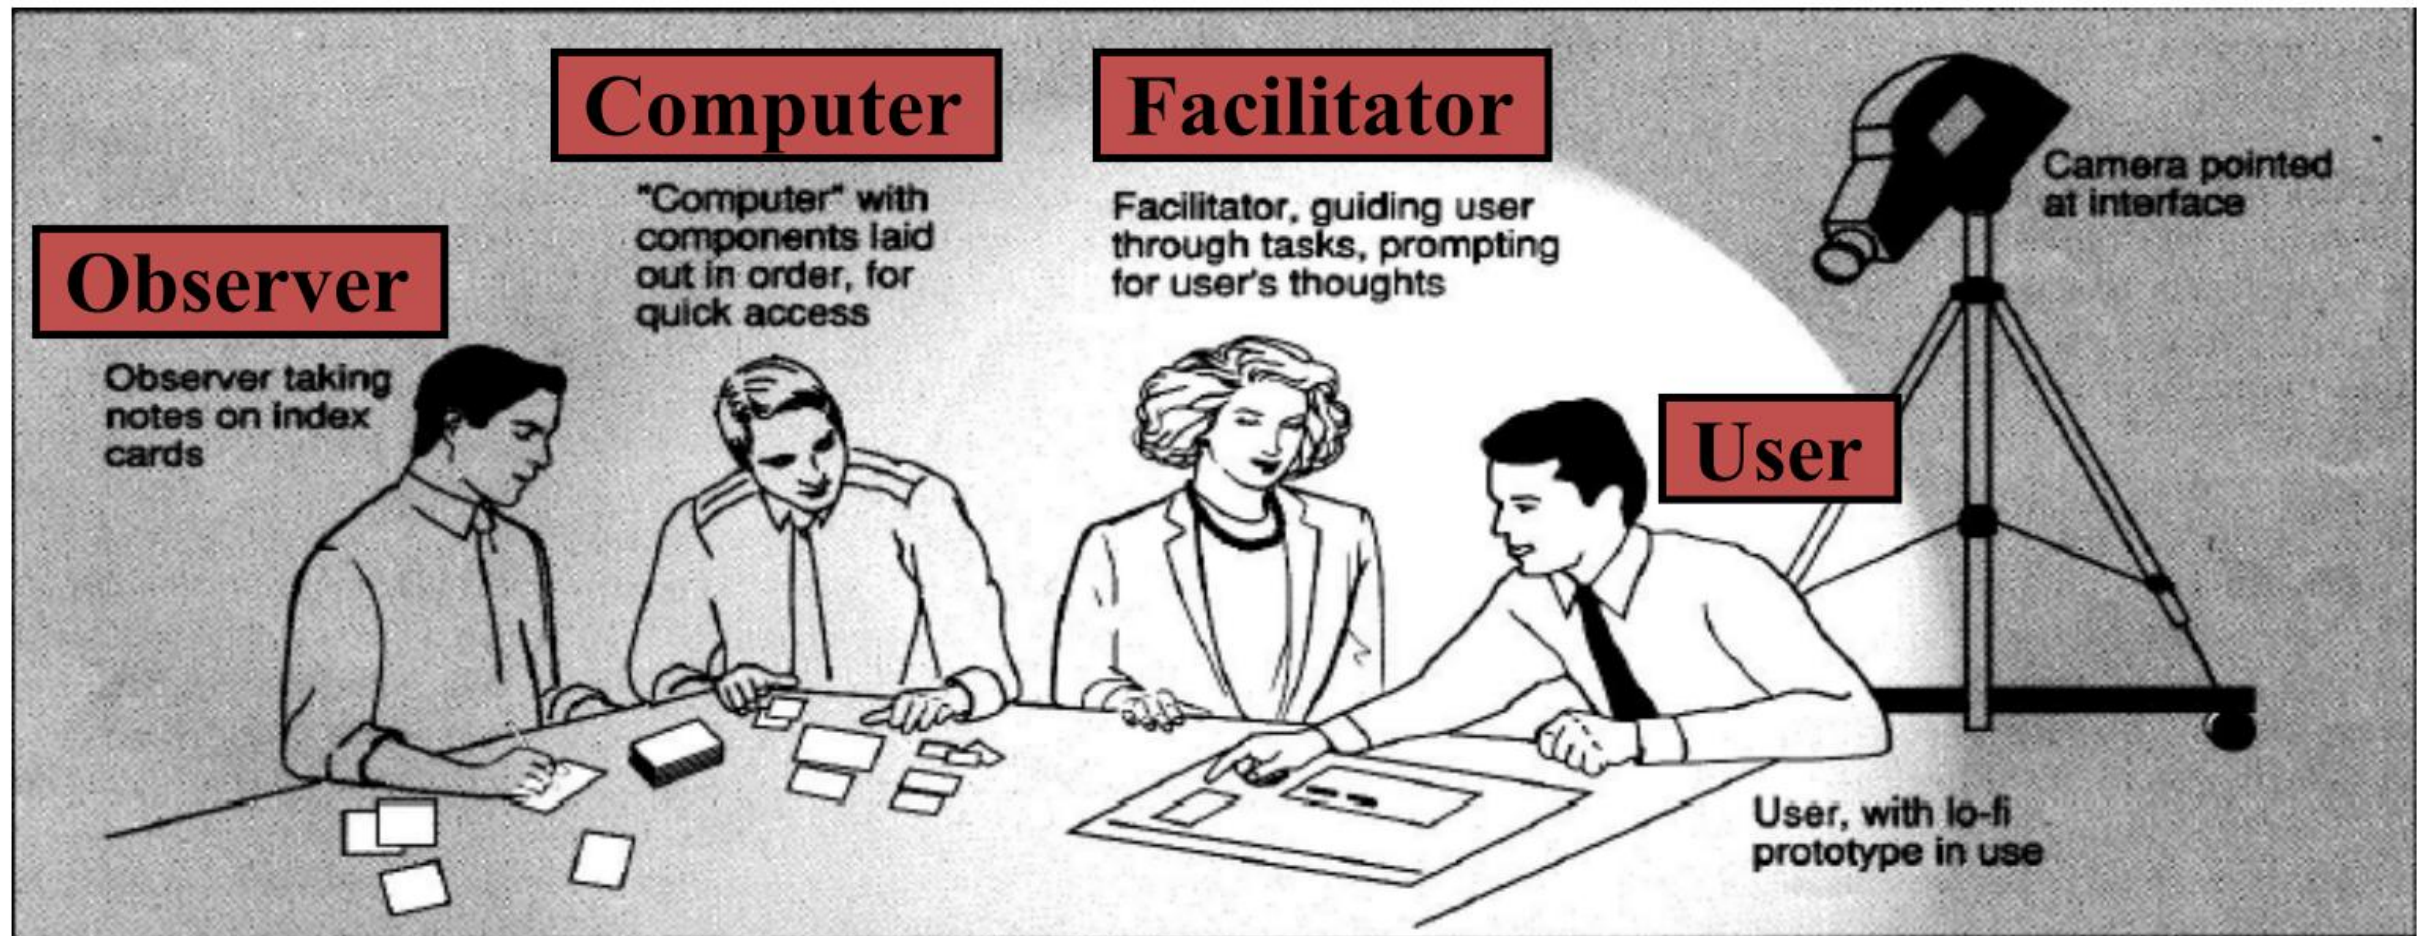 Observer
Observer taking
notes on index
cards
Computer
"Computer" with
components laid
out in order, for
quick access
Facilitator
Facilitator, guiding user
through tasks, prompting
for user's thoughts
User
User, with lo-fi
prototype in use
Camera pointed
at interface